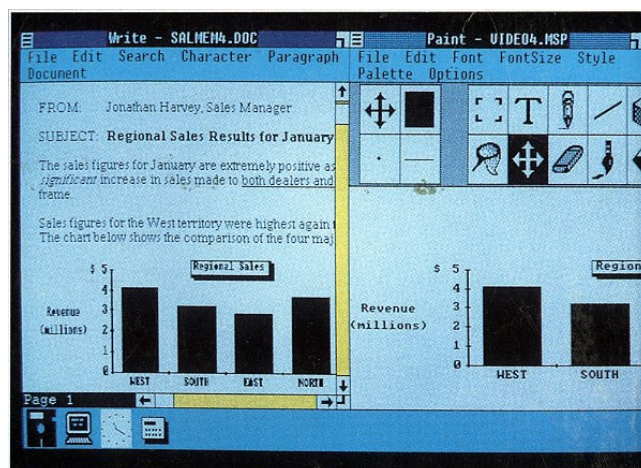 Write - SALMEM4.DOC
File Edit Search Character Paragraph
Document
FROM: Jonathan Harvey, Sales Manager
SUBJECT: Regional Sales Results for January
The sales figures for January are extremely positive as
significant increase in sales made to both dealers and
frame.
Sales figures for the West territory were highest again
The chart below shows the comparison of the four maj
Regional Sales
$ 5
4
Revenue 3
(millions) 2
1
0
WEST SOUTH EAST NORTH
Page 1
Paint - VIDEO4.MSP
File Edit Font FontSize Style
Palette Options
T
Region
$ 5
4
Revenue 3
(millions) 2
1
0
WEST SOUTH